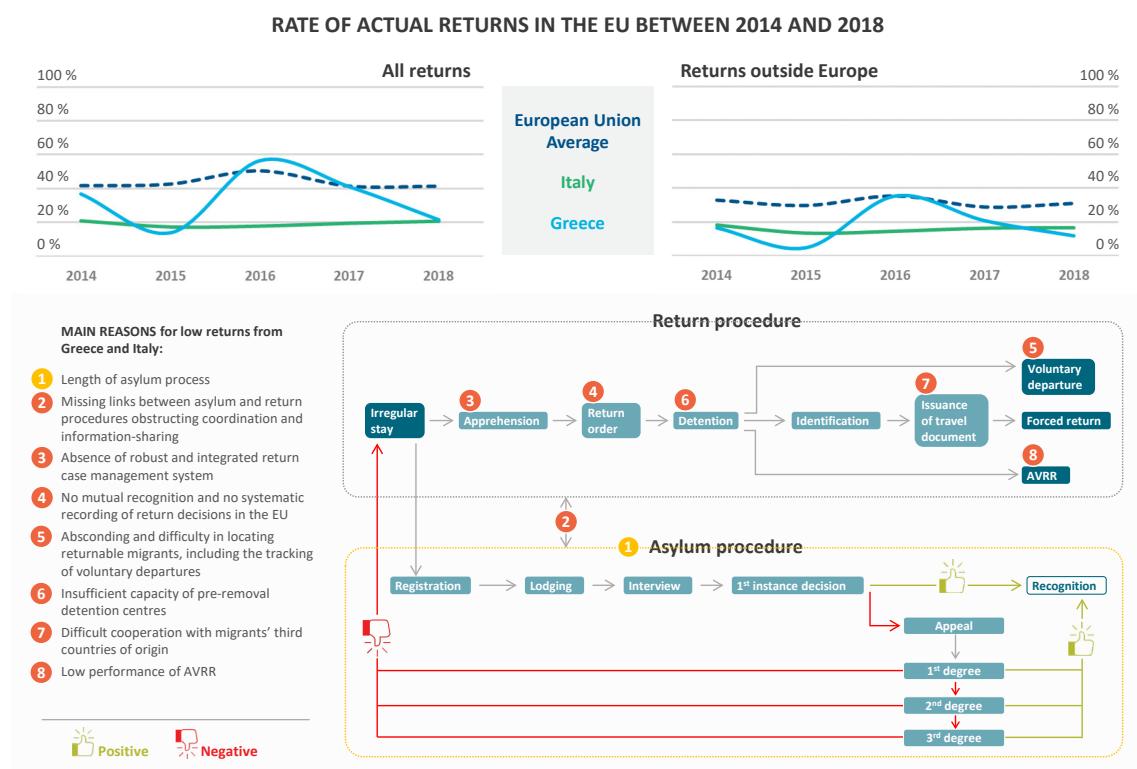 RATE OF ACTUAL RETURNS IN THE EU BETWEEN 2014 AND 2018
All returns
100 %
80 %
60 %
40 %
20 %
0 %
2014 2015 2016 2017 2018
European Union
Average
Italy
Greece
Returns outside Europe
100 %
80 %
60 %
40 %
20 %
0 %
2014 2015 2016 2017 2018
MAIN REASONS for low returns from
Greece and Italy:
1 Length of asylum process
2 Missing links between asylum and return
procedures obstructing coordination and
information-sharing
3 Absence of robust and integrated return
case management system
4 No mutual recognition and no systematic
recording of return decisions in the EU
5 Absconding and difficulty in locating
returnable migrants, including the tracking
of voluntary departures
6 Insufficient capacity of pre-removal
detention centres
7 Difficult cooperation with migrants’ third
countries of origin
8 Low performance of AVRR
Positive
Negative
Return procedure
Irregular
stay
3
Apprehension
4
Return
order
6
Detention
Identification
7
Issuance
of travel
document
5
Voluntary
departure
Forced return
8
AVRR
2
1 Asylum procedure
Registration
Lodging
Interview
1st instance decision
Recognition
Appeal
1st degree
2nd degree
3rd degree